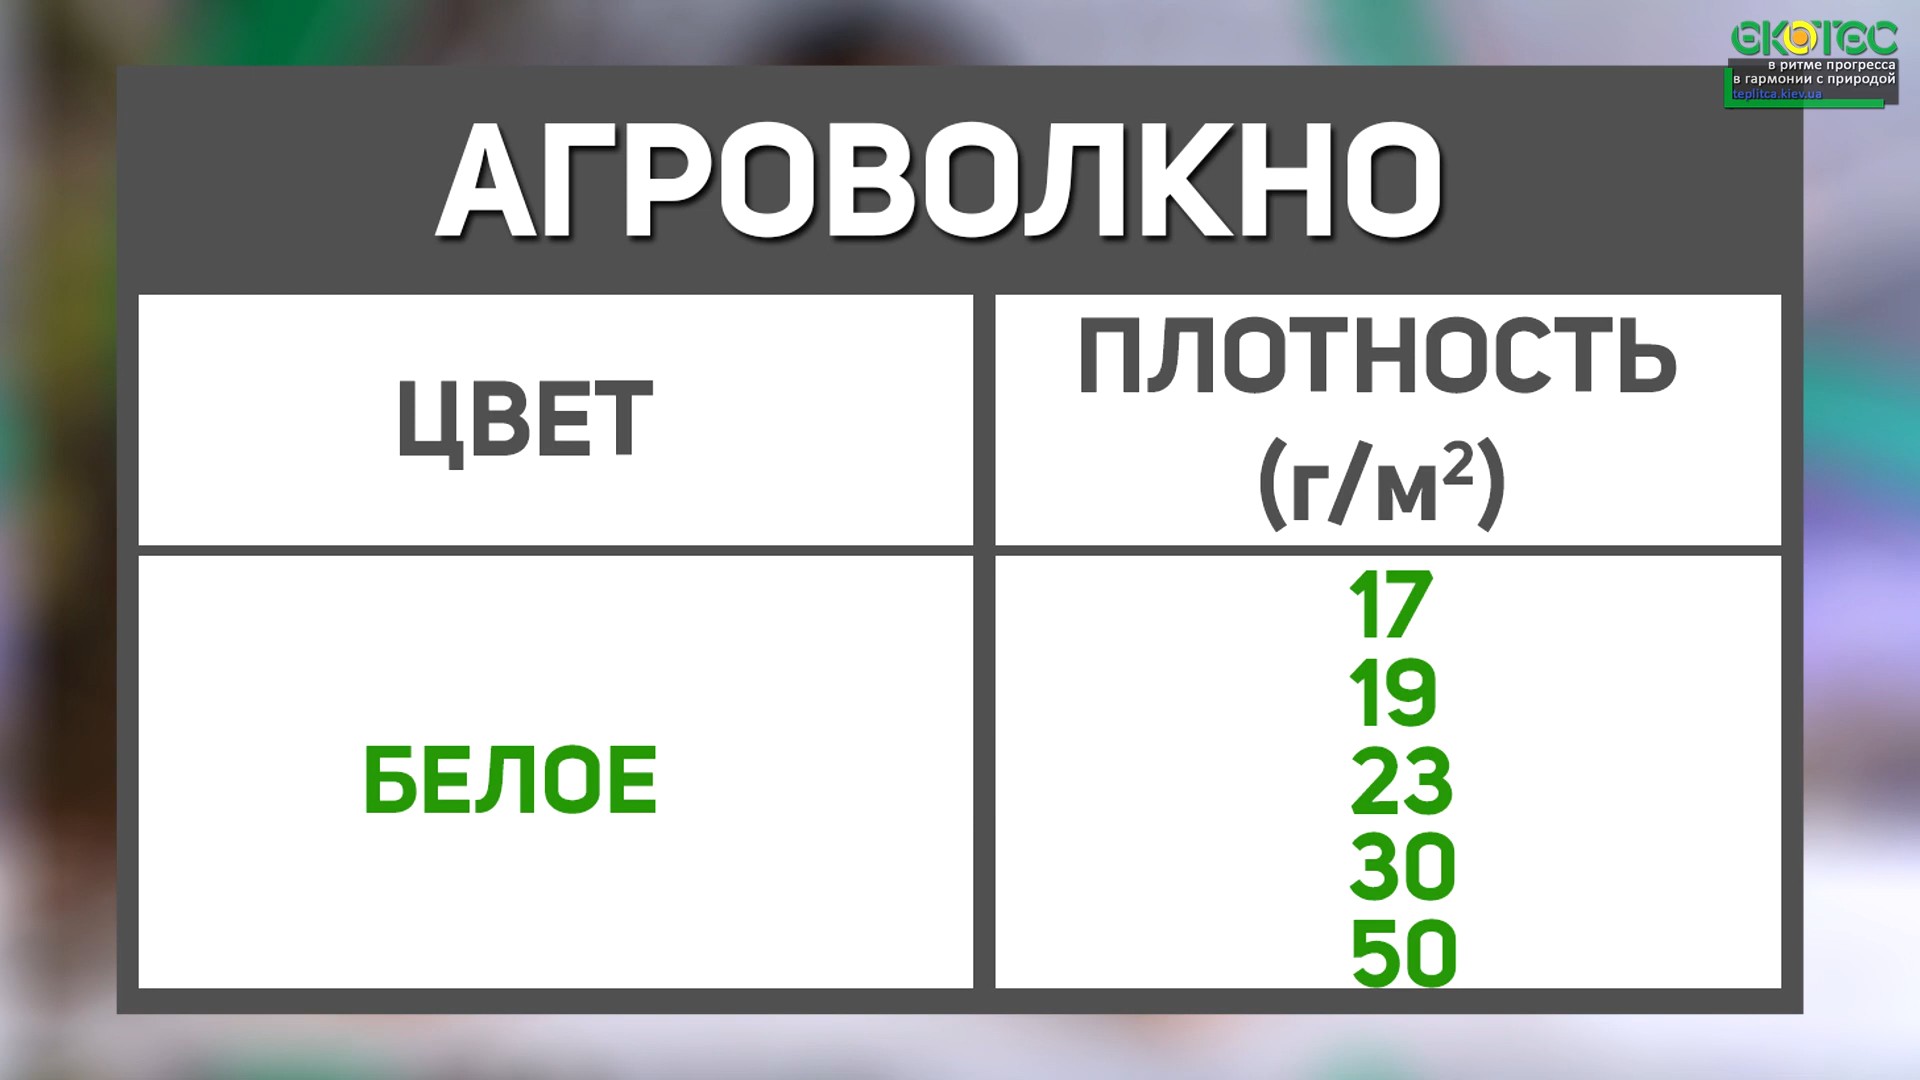 ЕКОТЕС
в ритме прогресса
в гармонии с природой
teplitca.kiev.ua
АГРОВОЛКНО
ЦВЕТ
ПЛОТНОСТЬ
(г/м²)
БЕЛОЕ
17
19
23
30
50